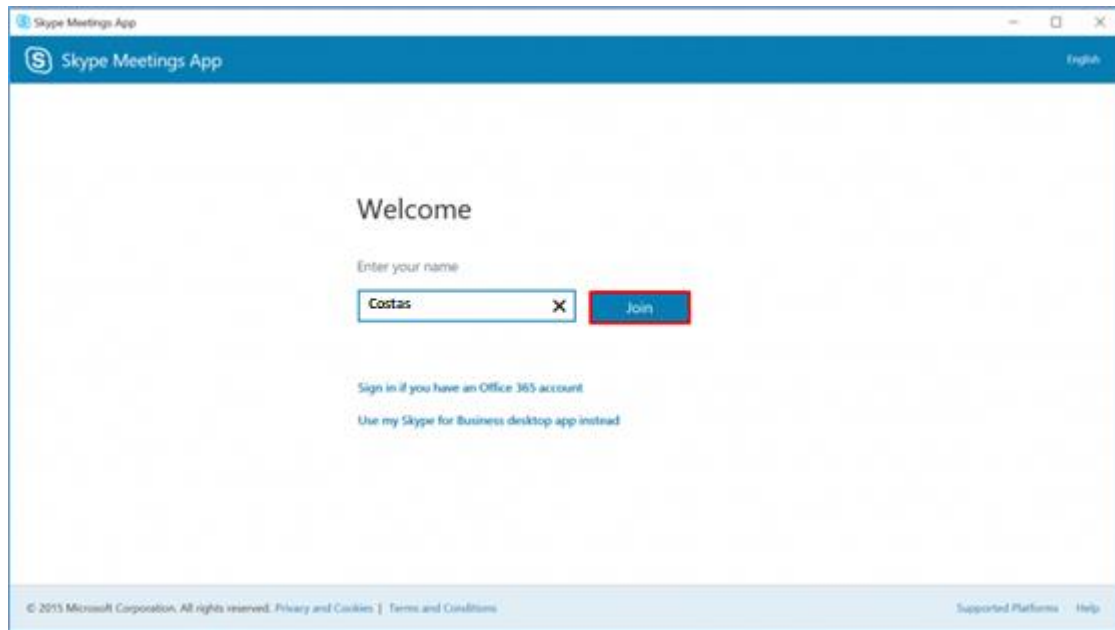 Skype Meetings App
Skype Meetings App
English
Welcome
Enter your name
Costas
Join
Sign in if you have an Office 365 account
Use my Skype for Business desktop app instead
© 2015 Microsoft Corporation. All rights reserved. Privacy and Cookies | Terms and Conditions
Supported Platforms Help